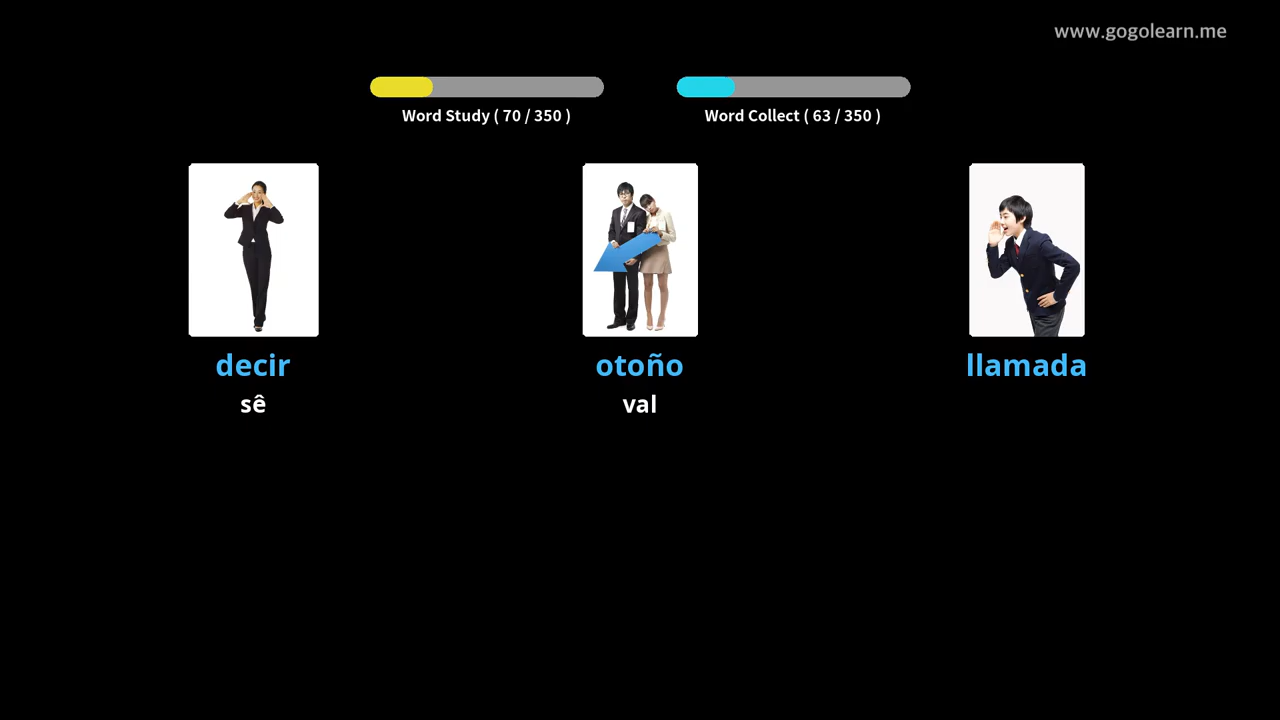 www.gogolearn.me
Word Study ( 70 / 350 )
Word Collect ( 63 / 350 )
decir
sê
otoño
val
llamada